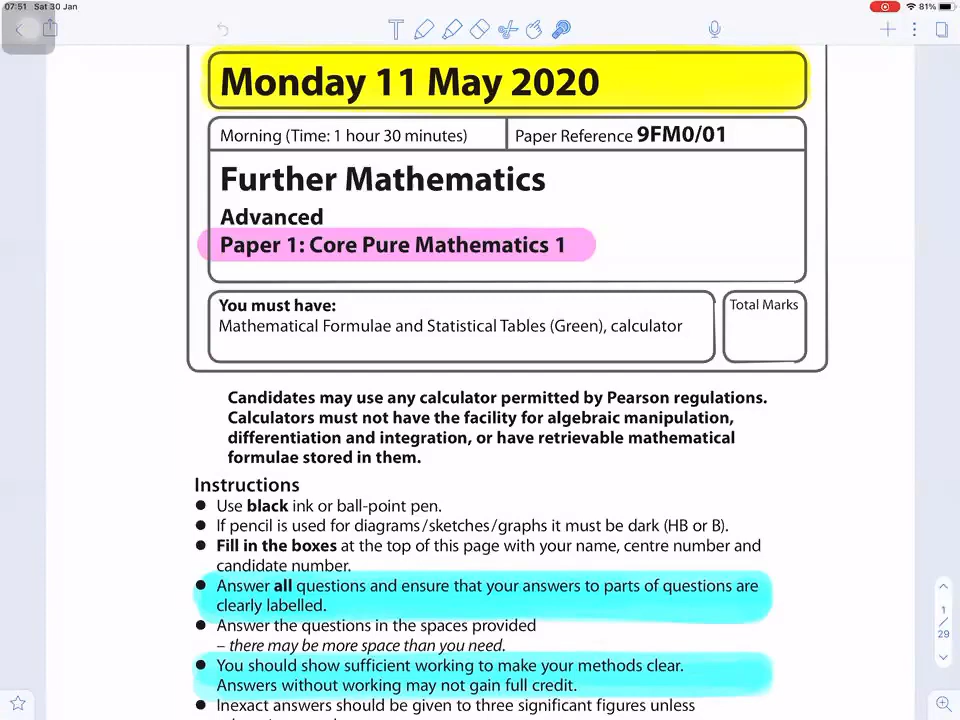 07:51 Sat 30 Jan
81%
Monday 11 May 2020
Morning (Time: 1 hour 30 minutes)
Paper Reference 9FM0/01
Further Mathematics
Advanced
Paper 1: Core Pure Mathematics 1
You must have:
Mathematical Formulae and Statistical Tables (Green), calculator
Total Marks
Candidates may use any calculator permitted by Pearson regulations.
Calculators must not have the facility for algebraic manipulation,
differentiation and integration, or have retrievable mathematical
formulae stored in them.
Instructions
● Use black ink or ball-point pen.
● If pencil is used for diagrams/sketches/graphs it must be dark (HB or B).
● Fill in the boxes at the top of this page with your name, centre number and
candidate number.
● Answer all questions and ensure that your answers to parts of questions are
clearly labelled.
● Answer the questions in the spaces provided
– there may be more space than you need.
● You should show sufficient working to make your methods clear.
Answers without working may not gain full credit.
● Inexact answers should be given to three significant figures unless
1
/
29